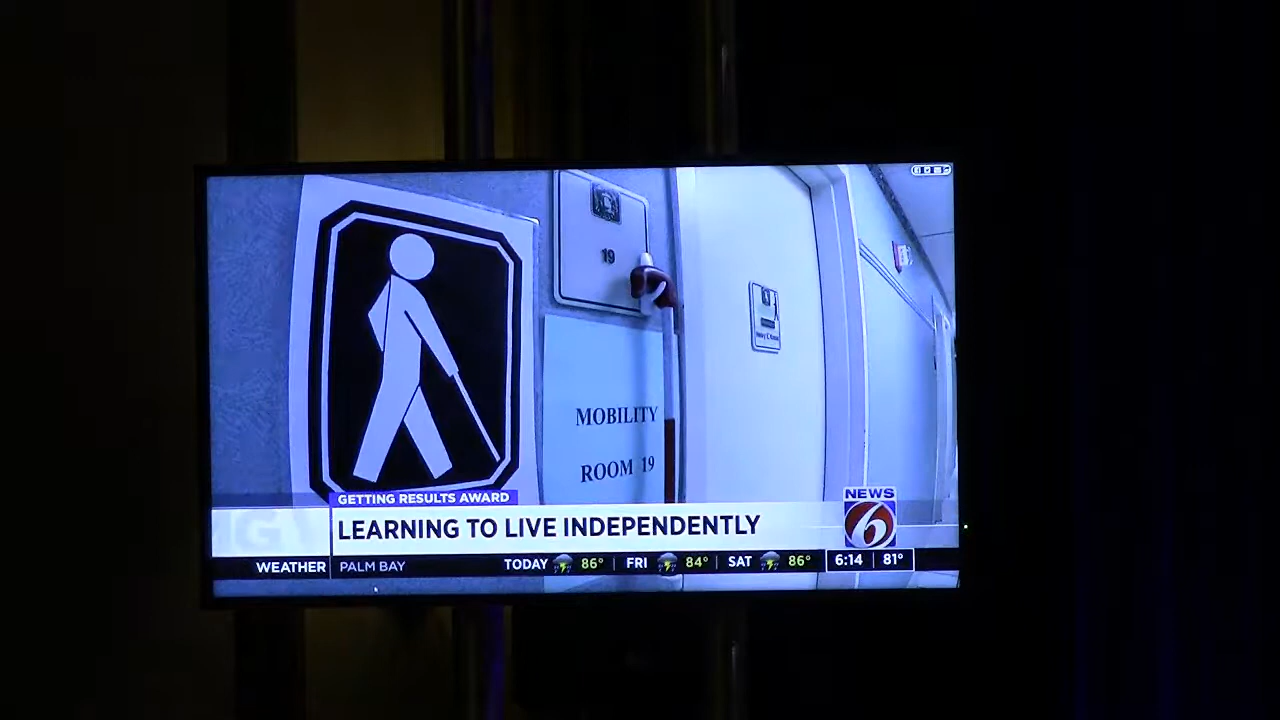 19
MOBILITY
ROOM 19
GETTING RESULTS AWARD
LEARNING TO LIVE INDEPENDENTLY
NEWS
6
WEATHER PALM BAY TODAY 86° FRI 84° SAT 86° 6:14 81°